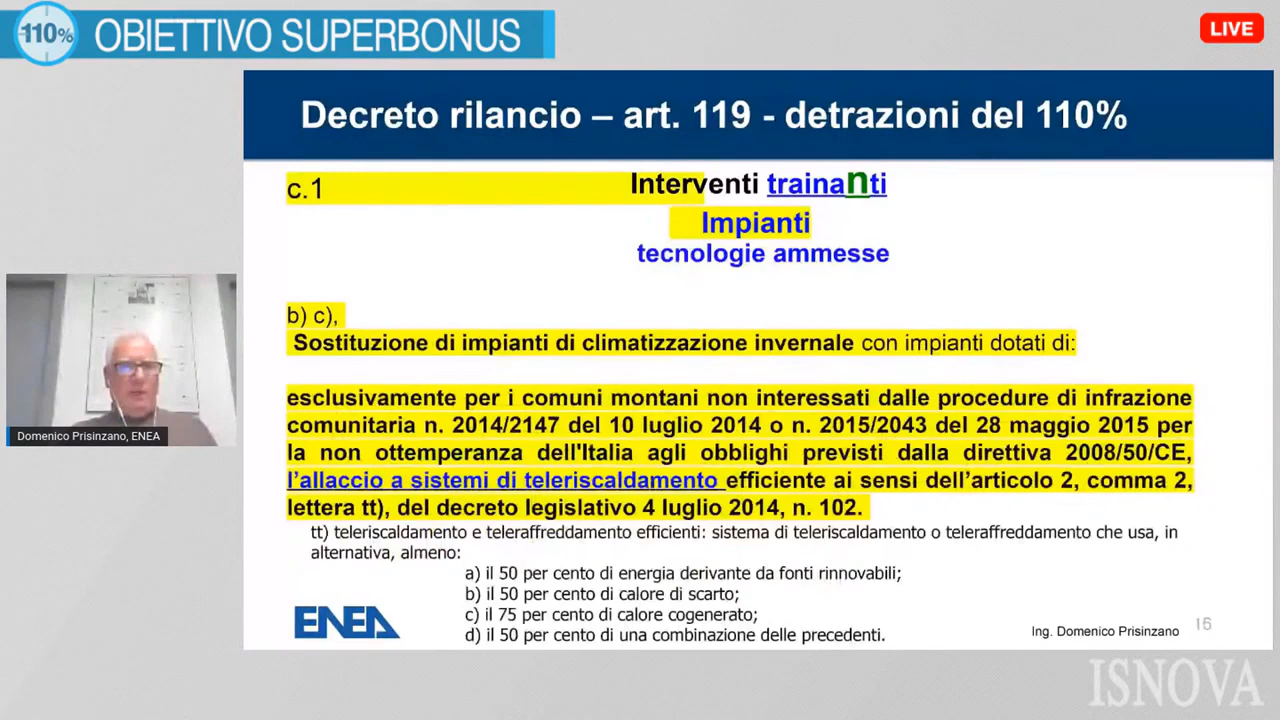 110% OBIETTIVO SUPERBONUS
LIVE
Decreto rilancio – art. 119 - detrazioni del 110%
c.1
Interventi trainanti
Impianti
tecnologie ammesse
b) c),
Sostituzione di impianti di climatizzazione invernale con impianti dotati di:
esclusivamente per i comuni montani non interessati dalle procedure di infrazione
comunitaria n. 2014/2147 del 10 luglio 2014 o n. 2015/2043 del 28 maggio 2015 per
la non ottemperanza dell'Italia agli obblighi previsti dalla direttiva 2008/50/CE,
l’allaccio a sistemi di teleriscaldamento efficiente ai sensi dell’articolo 2, comma 2,
lettera tt), del decreto legislativo 4 luglio 2014, n. 102.
tt) teleriscaldamento e teleraffreddamento efficienti: sistema di teleriscaldamento o teleraffreddamento che usa, in
alternativa, almeno:
a) il 50 per cento di energia derivante da fonti rinnovabili;
b) il 50 per cento di calore di scarto;
c) il 75 per cento di calore cogenerato;
d) il 50 per cento di una combinazione delle precedenti.
ENEA
Ing. Domenico Prisinzano
16
Domenico Prisinzano, ENEA
ISNOVA